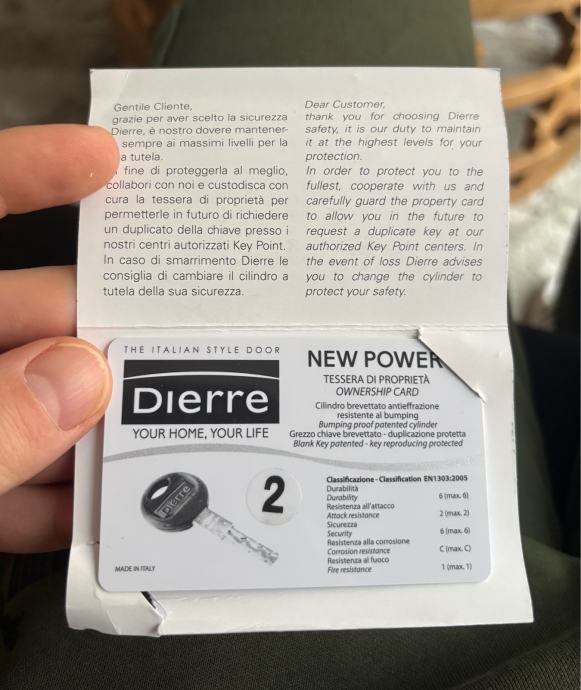 Gentile Cliente,
grazie per aver scelto la sicurezza
Dierre, è nostro dovere mantener-
sempre ai massimi livelli per la
a tutela.
fine di proteggerla al meglio,
collabori con noi e custodisca con
cura la tessera di proprietà per
permetterle in futuro di richiedere
un duplicato della chiave presso i
nostri centri autorizzati Key Point.
In caso di smarrimento Dierre le
consiglia di cambiare il cilindro a
tutela della sua sicurezza.
Dear Customer,
thank you for choosing Dierre
safety, it is our duty to maintain
it at the highest levels for your
protection.
In order to protect you to the
fullest, cooperate with us and
carefully guard the property card
to allow you in the future to
request a duplicate key at our
authorized Key Point centers. In
the event of loss Dierre advises
you to change the cylinder to
protect your safety.
THE ITALIAN STYLE DOOR
Dierre
YOUR HOME, YOUR LIFE
Dierre
2
MADE IN ITALY
NEW POWER
TESSERA DI PROPRIETÀ
OWNERSHIP CARD
Cilindro brevettato antieffrazione
resistente al bumping
Bumping proof patented cylinder
Grezzo chiave brevettato - duplicazione protetta
Blank Key patented - key reproducing protected
Classificazione - Classification EN1303:2005
Durabilità
Durability 6 (max. 6)
Resistenza all'attacco
Attack resistance 2 (max. 2)
Sicurezza
Security 6 (max. 6)
Resistenza alla corrosione
Corrosion resistance C (max. C)
Resistenza al fuoco
Fire resistance 1 (max. 1)